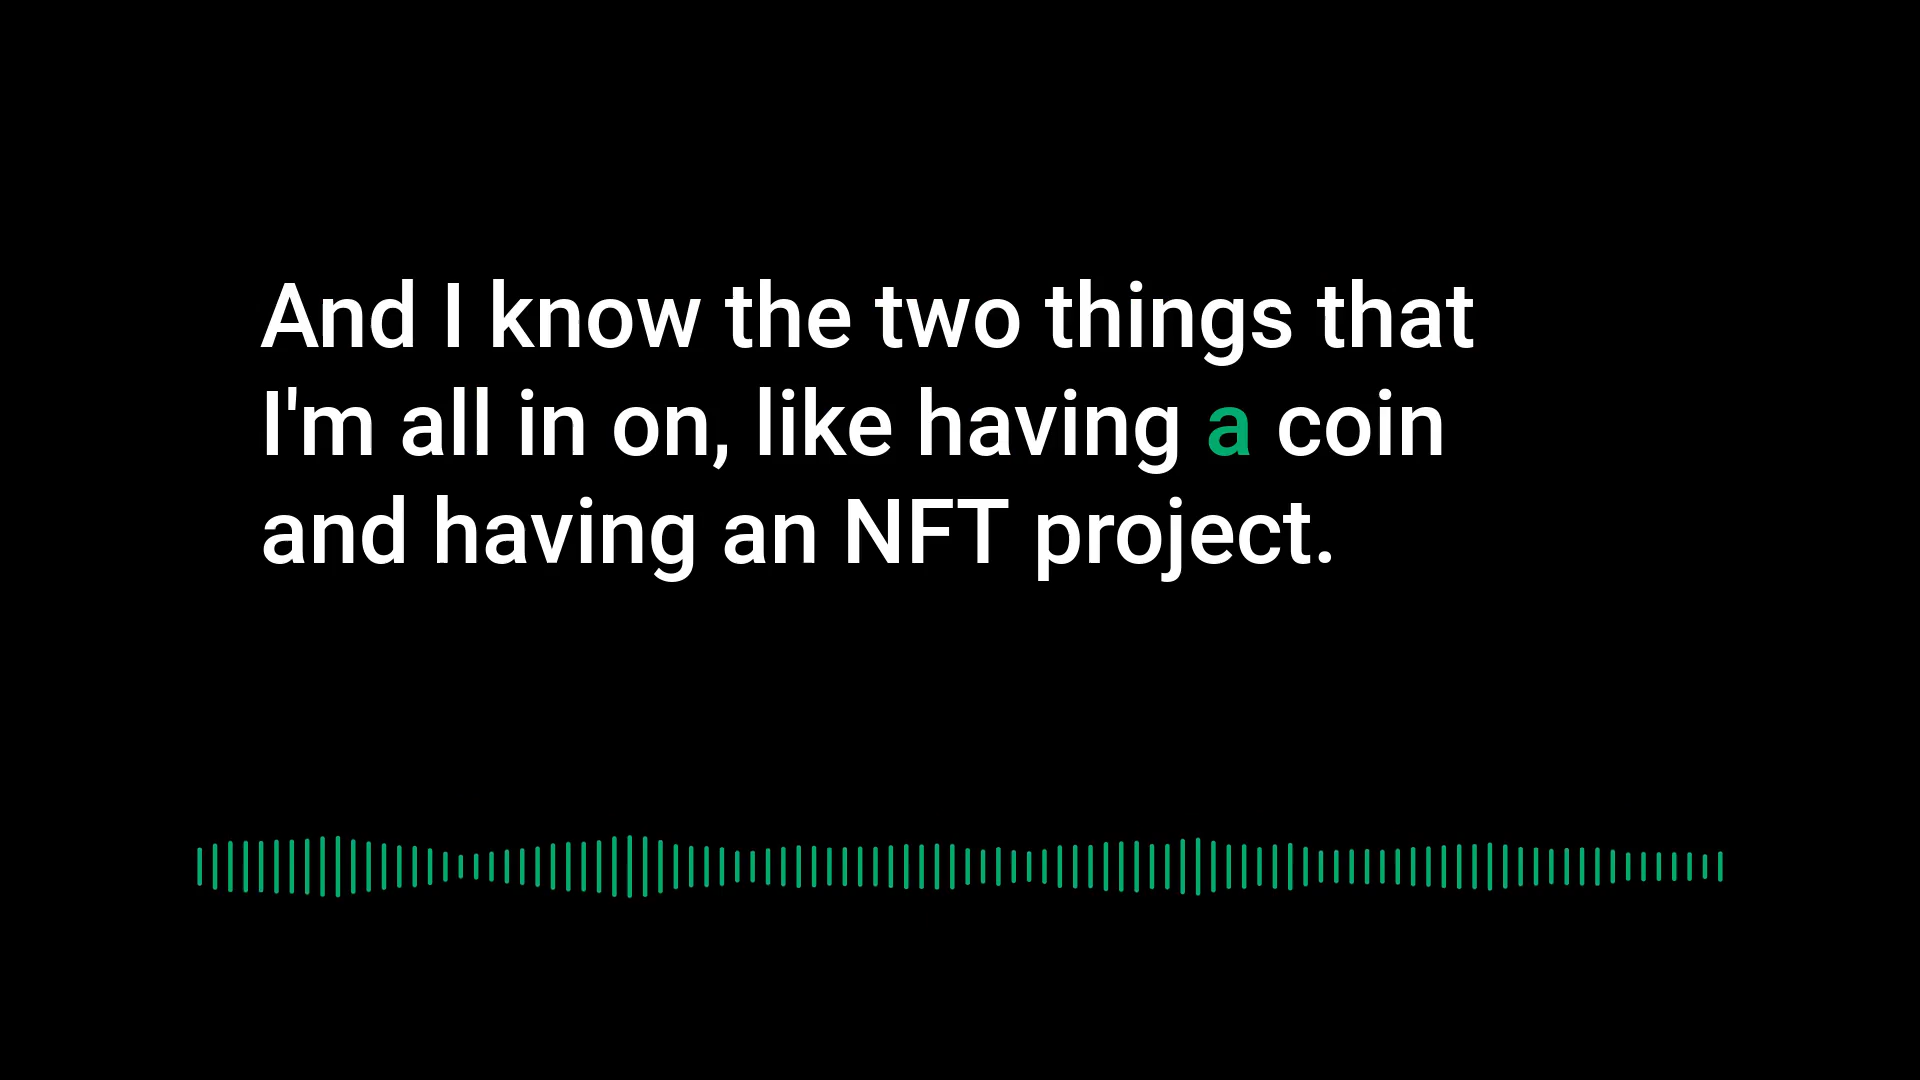 And I know the two things that
I'm all in on, like having a coin
and having an NFT project.